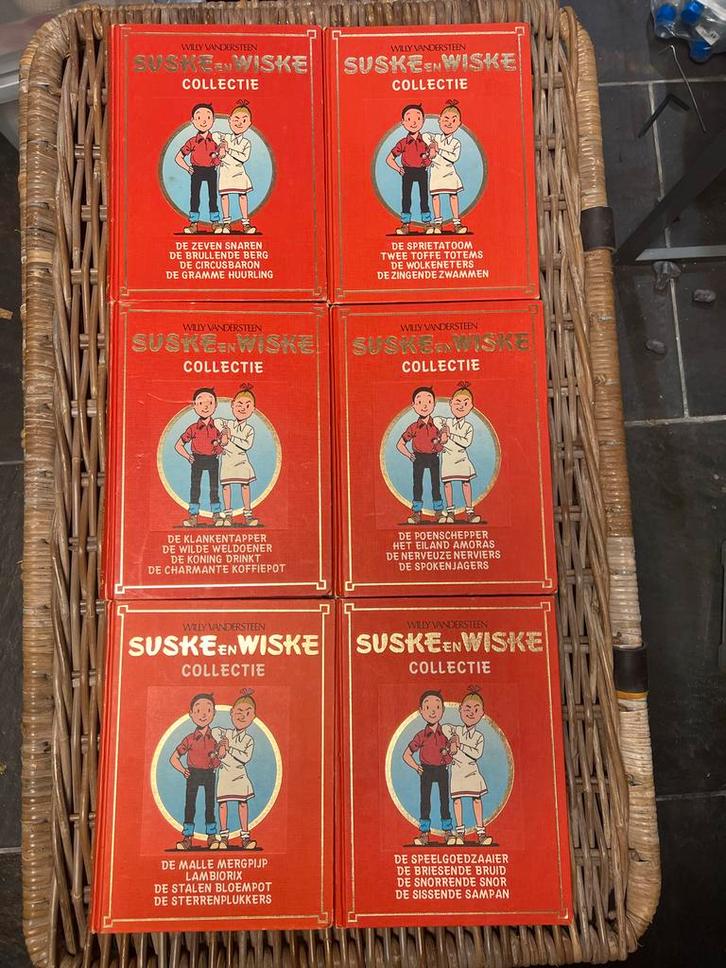 WILLY VANDERSTEEN
SUSKE EN WISKE
COLLECTIE
DE ZEVEN SNAREN
DE BRULLENDE BERG
DE CIRCUSBARON
DE GRAMME HUURLING
WILLY VANDERSTEEN
SUSKE EN WISKE
COLLECTIE
DE SPRIETATOOM
TWEE TOFFE TOTEMS
DE WOLKENETERS
DE ZINGENDE ZWAMMEN
WILLY VANDERSTEEN
SUSKE EN WISKE
COLLECTIE
DE KLANKENTAPPER
DE WILDE WELDOENER
DE KONING DRINKT
DE CHARMANTE KOFFIEPOT
WILLY VANDERSTEEN
SUSKE EN WISKE
COLLECTIE
DE POENSCHEPPER
HET EILAND AMORAS
DE NERVEUZE NERVIERS
DE SPOKENJAGERS
WILLY VANDERSTEEN
SUSKE EN WISKE
COLLECTIE
DE MALLE MERGPIJP
LAMBIORIX
DE STALEN BLOEMPOT
DE STERRENPLUKKERS
WILLY VANDERSTEEN
SUSKE EN WISKE
COLLECTIE
DE SPEELGOEDZAAIER
DE BRIESENDE BRUID
DE SNORRENDE SNOR
DE SISSENDE SAMPAN